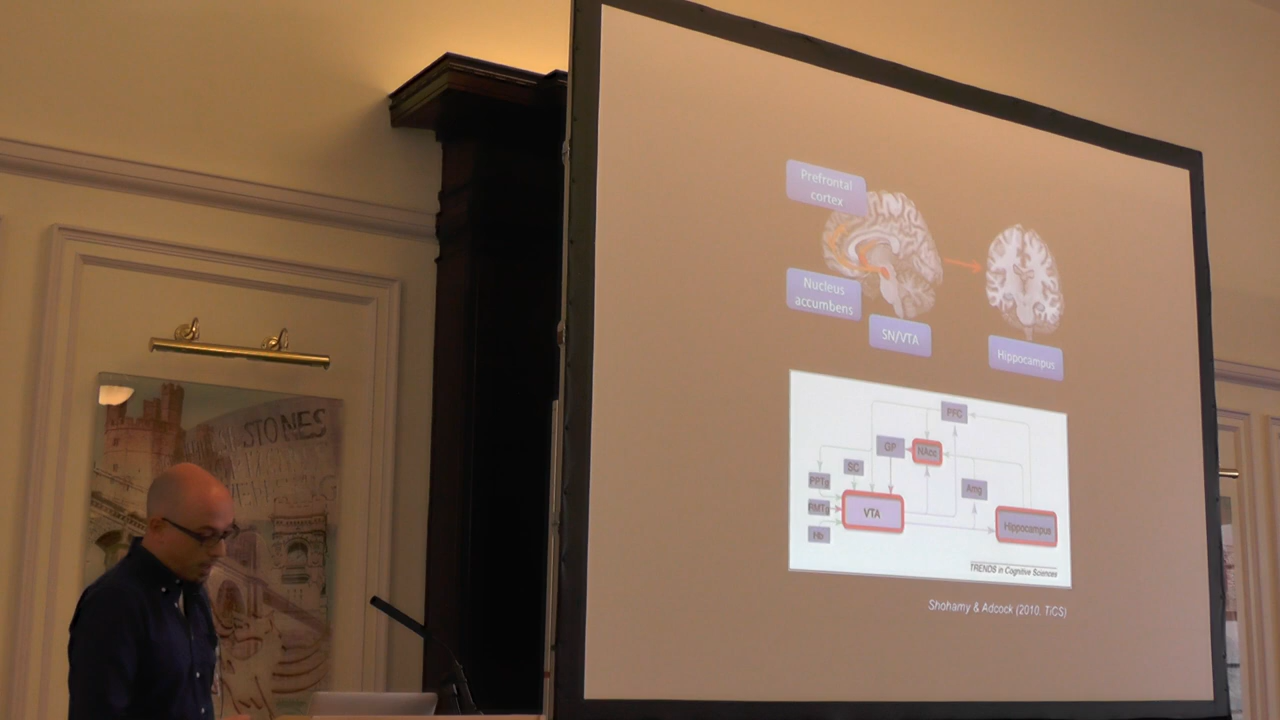 Prefrontal
cortex
Nucleus
accumbens
SN/VTA
Hippocampus
PFC
GP
NAcc
SC
PPTg
Amg
RMTg
VTA
Hippocampus
Hb
TRENDS in Cognitive Sciences
Shohamy & Adcock (2010, TiCS)
STONES